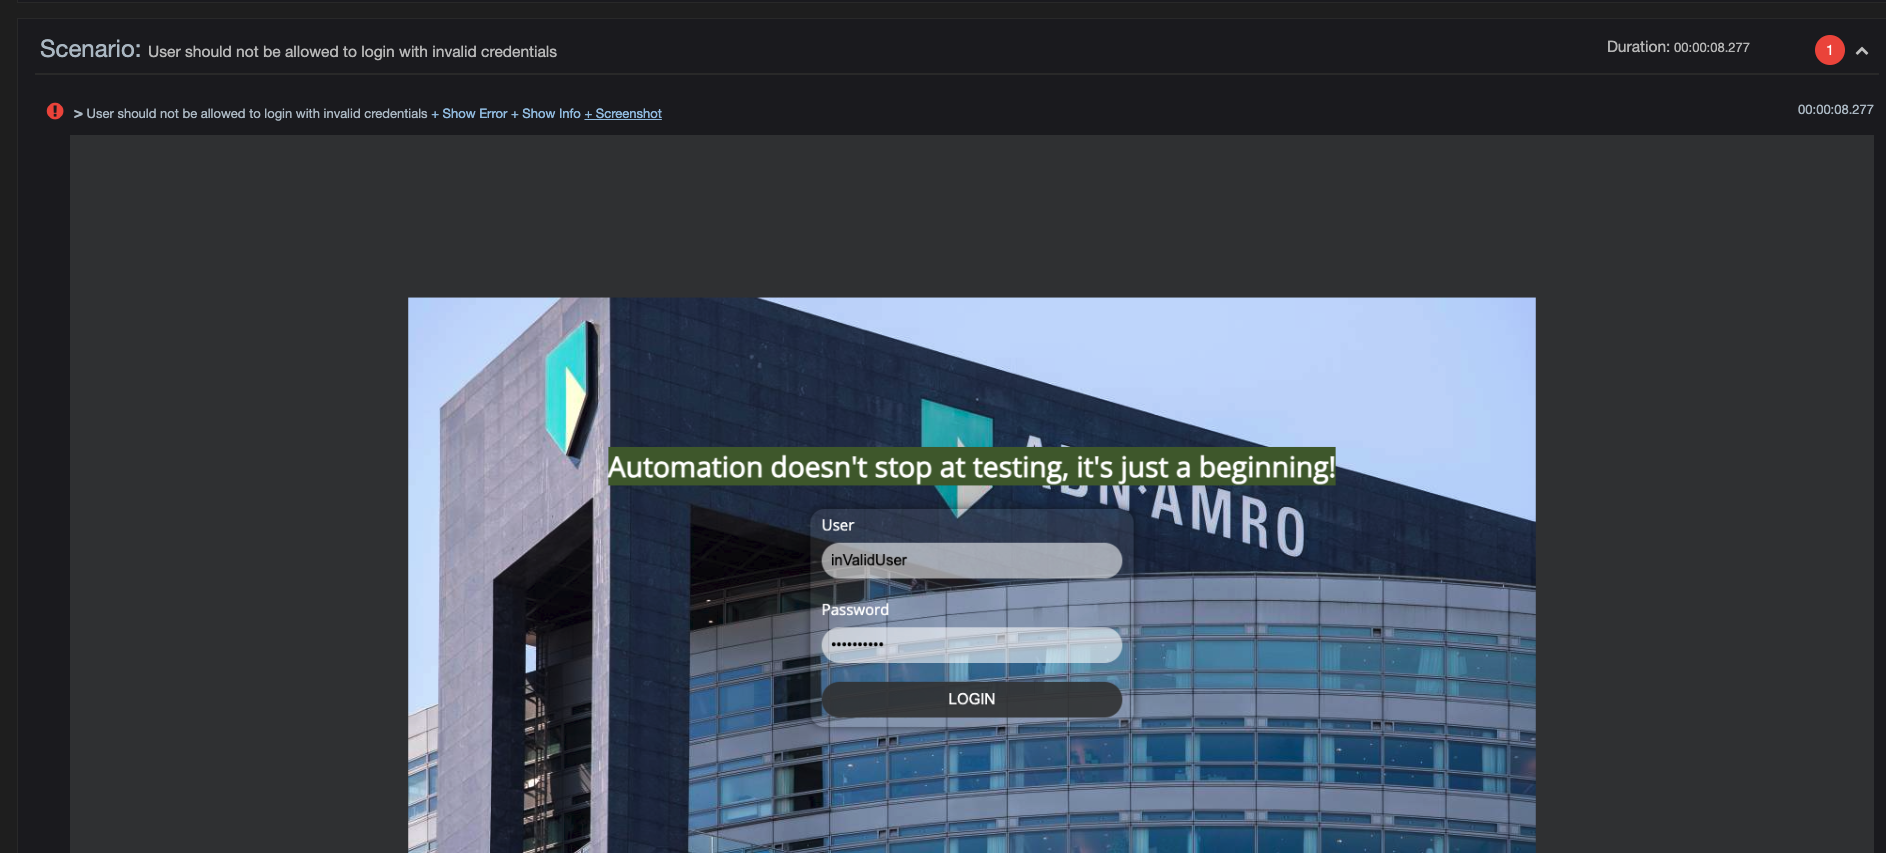 Scenario: User should not be allowed to login with invalid credentials
Duration: 00:00:08.277
1
> User should not be allowed to login with invalid credentials + Show Error + Show Info + Screenshot
00:00:08.277
Automation doesn't stop at testing, it's just a beginning!
ABN·AMRO
User
inValidUser
Password
••••••••••
LOGIN